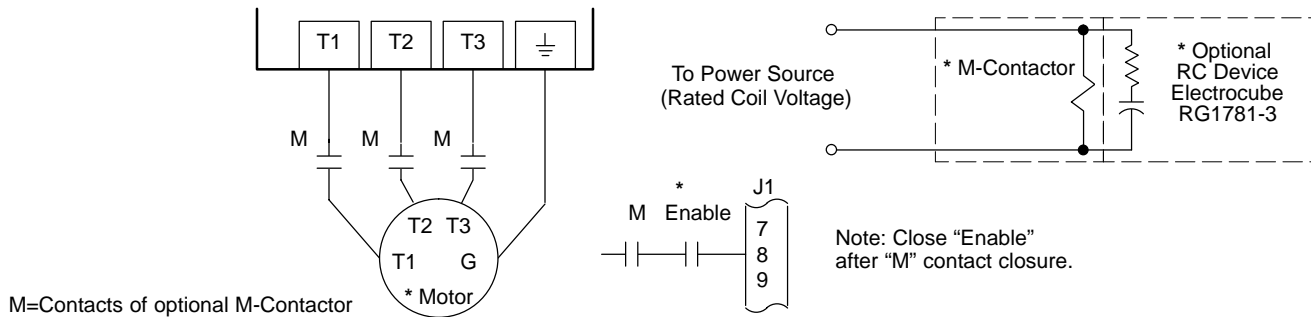 T1 T2 T3
M M M
T2 T3
T1 G
* Motor
M=Contacts of optional M-Contactor
To Power Source
(Rated Coil Voltage)
* M-Contactor
* Optional
RC Device
Electrocube
RG1781-3
*
M Enable
J1
7
8
9
Note: Close “Enable”
after “M” contact closure.